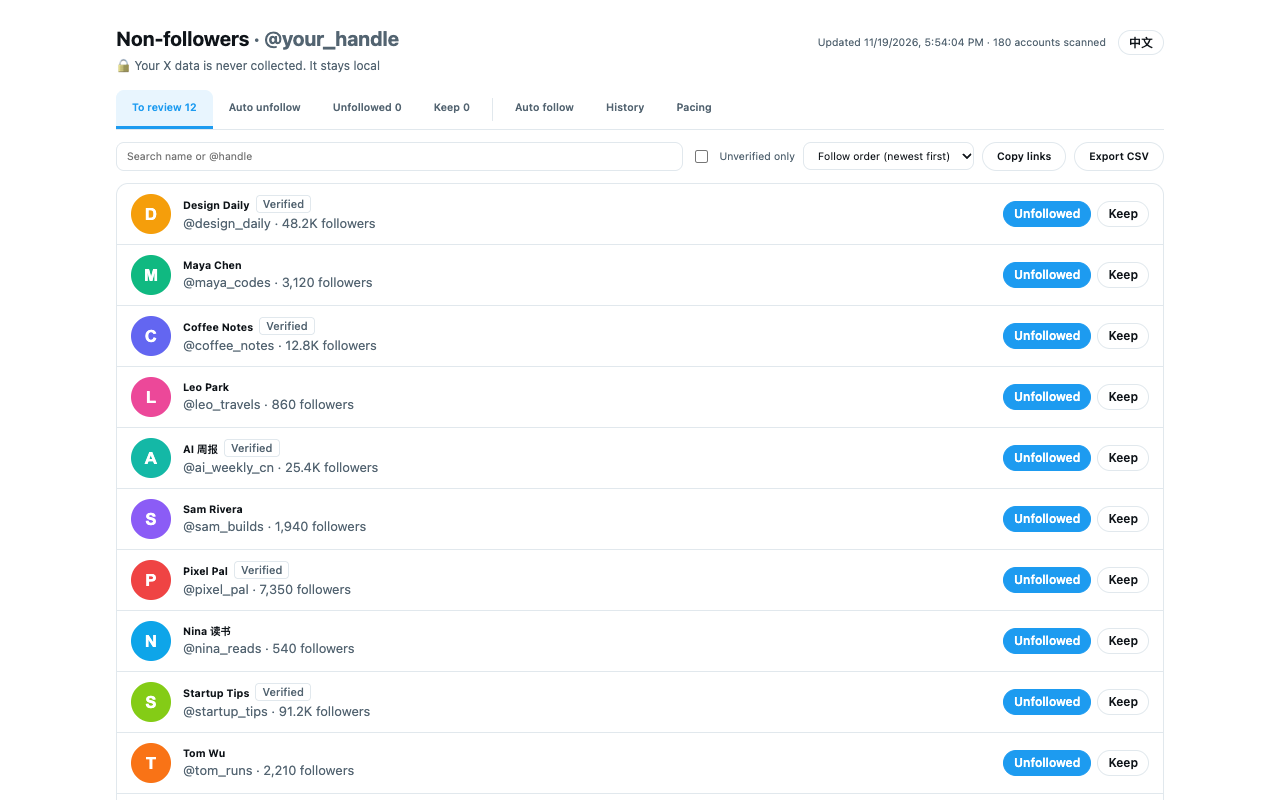 Non-followers · @your_handle
Updated 11/19/2026, 5:54:04 PM · 180 accounts scanned
中文
🔒 Your X data is never collected. It stays local
To review 12
Auto unfollow
Unfollowed 0
Keep 0
Auto follow
History
Pacing
Search name or @handle
Unverified only
Follow order (newest first)
Copy links
Export CSV
D
Design Daily Verified
@design_daily · 48.2K followers
Unfollowed
Keep
M
Maya Chen
@maya_codes · 3,120 followers
Unfollowed
Keep
C
Coffee Notes Verified
@coffee_notes · 12.8K followers
Unfollowed
Keep
L
Leo Park
@leo_travels · 860 followers
Unfollowed
Keep
A
AI 周报 Verified
@ai_weekly_cn · 25.4K followers
Unfollowed
Keep
S
Sam Rivera
@sam_builds · 1,940 followers
Unfollowed
Keep
P
Pixel Pal Verified
@pixel_pal · 7,350 followers
Unfollowed
Keep
N
Nina 读书
@nina_reads · 540 followers
Unfollowed
Keep
S
Startup Tips Verified
@startup_tips · 91.2K followers
Unfollowed
Keep
T
Tom Wu
@tom_runs · 2,210 followers
Unfollowed
Keep